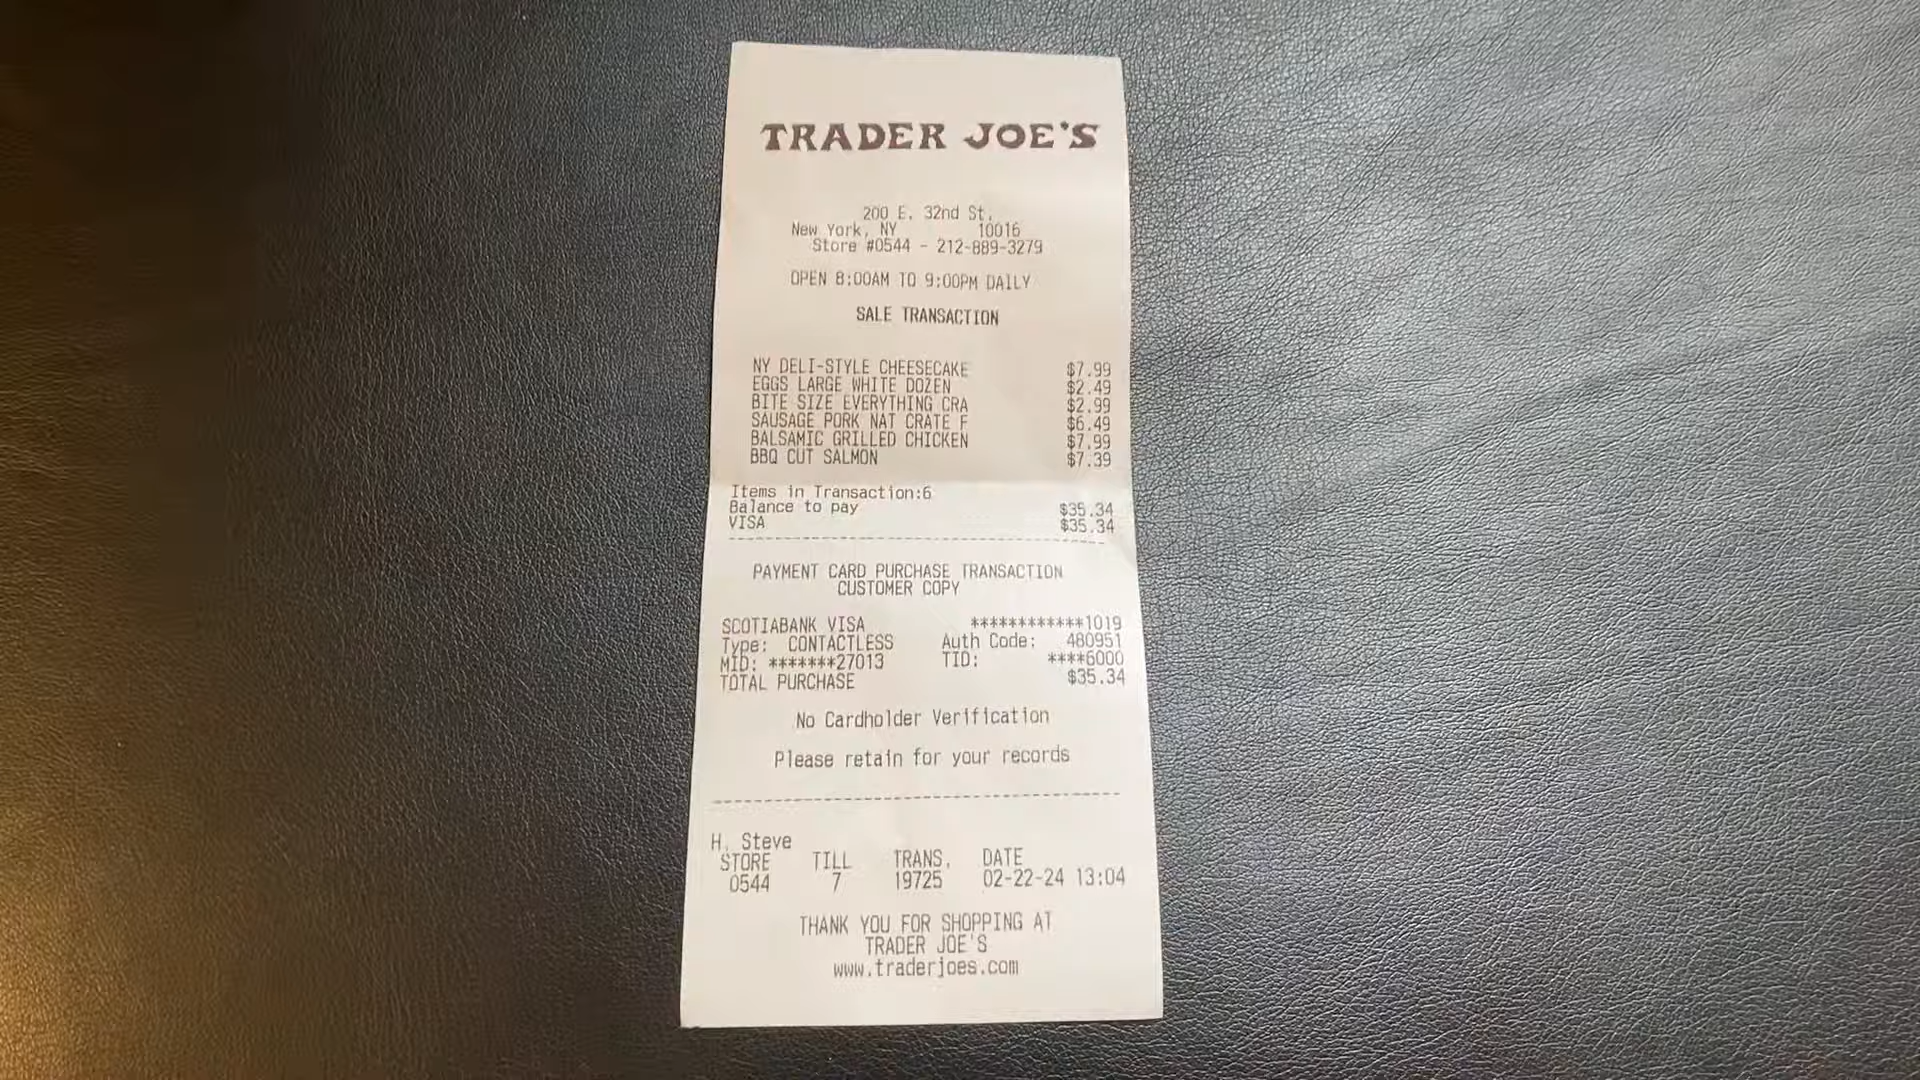 TRADER JOE'S
200 E. 32nd St.
New York, NY 10016
Store #0544 - 212-889-3279
OPEN 8:00AM TO 9:00PM DAILY
SALE TRANSACTION
NY DELI-STYLE CHEESECAKE $7.99
EGGS LARGE WHITE DOZEN $2.49
BITE SIZE EVERYTHING CRA $2.99
SAUSAGE PORK NAT CRATE F $6.49
BALSAMIC GRILLED CHICKEN $7.99
BBQ CUT SALMON $7.39
Items in Transaction:6
Balance to pay $35.34
VISA $35.34
PAYMENT CARD PURCHASE TRANSACTION
CUSTOMER COPY
SCOTIABANK VISA ************1019
Type: CONTACTLESS Auth Code: 480951
MID: *******27013 TID: ****6000
TOTAL PURCHASE $35.34
No Cardholder Verification
Please retain for your records
H. Steve
STORE TILL TRANS. DATE
0544 7 19725 02-22-24 13:04
THANK YOU FOR SHOPPING AT
TRADER JOE'S
www.traderjoes.com